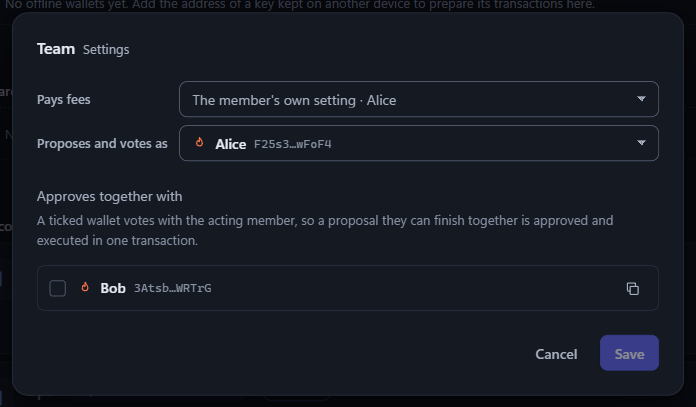 No offline wallets yet. Add the address of a key kept on another device to prepare its transactions here.
Team Settings
Pays fees The member's own setting · Alice
Proposes and votes as Alice F25s3…wFoF4
Approves together with
A ticked wallet votes with the acting member, so a proposal they can finish together is approved and
executed in one transaction.
Bob 3Atsb…WRTrG
Cancel Save